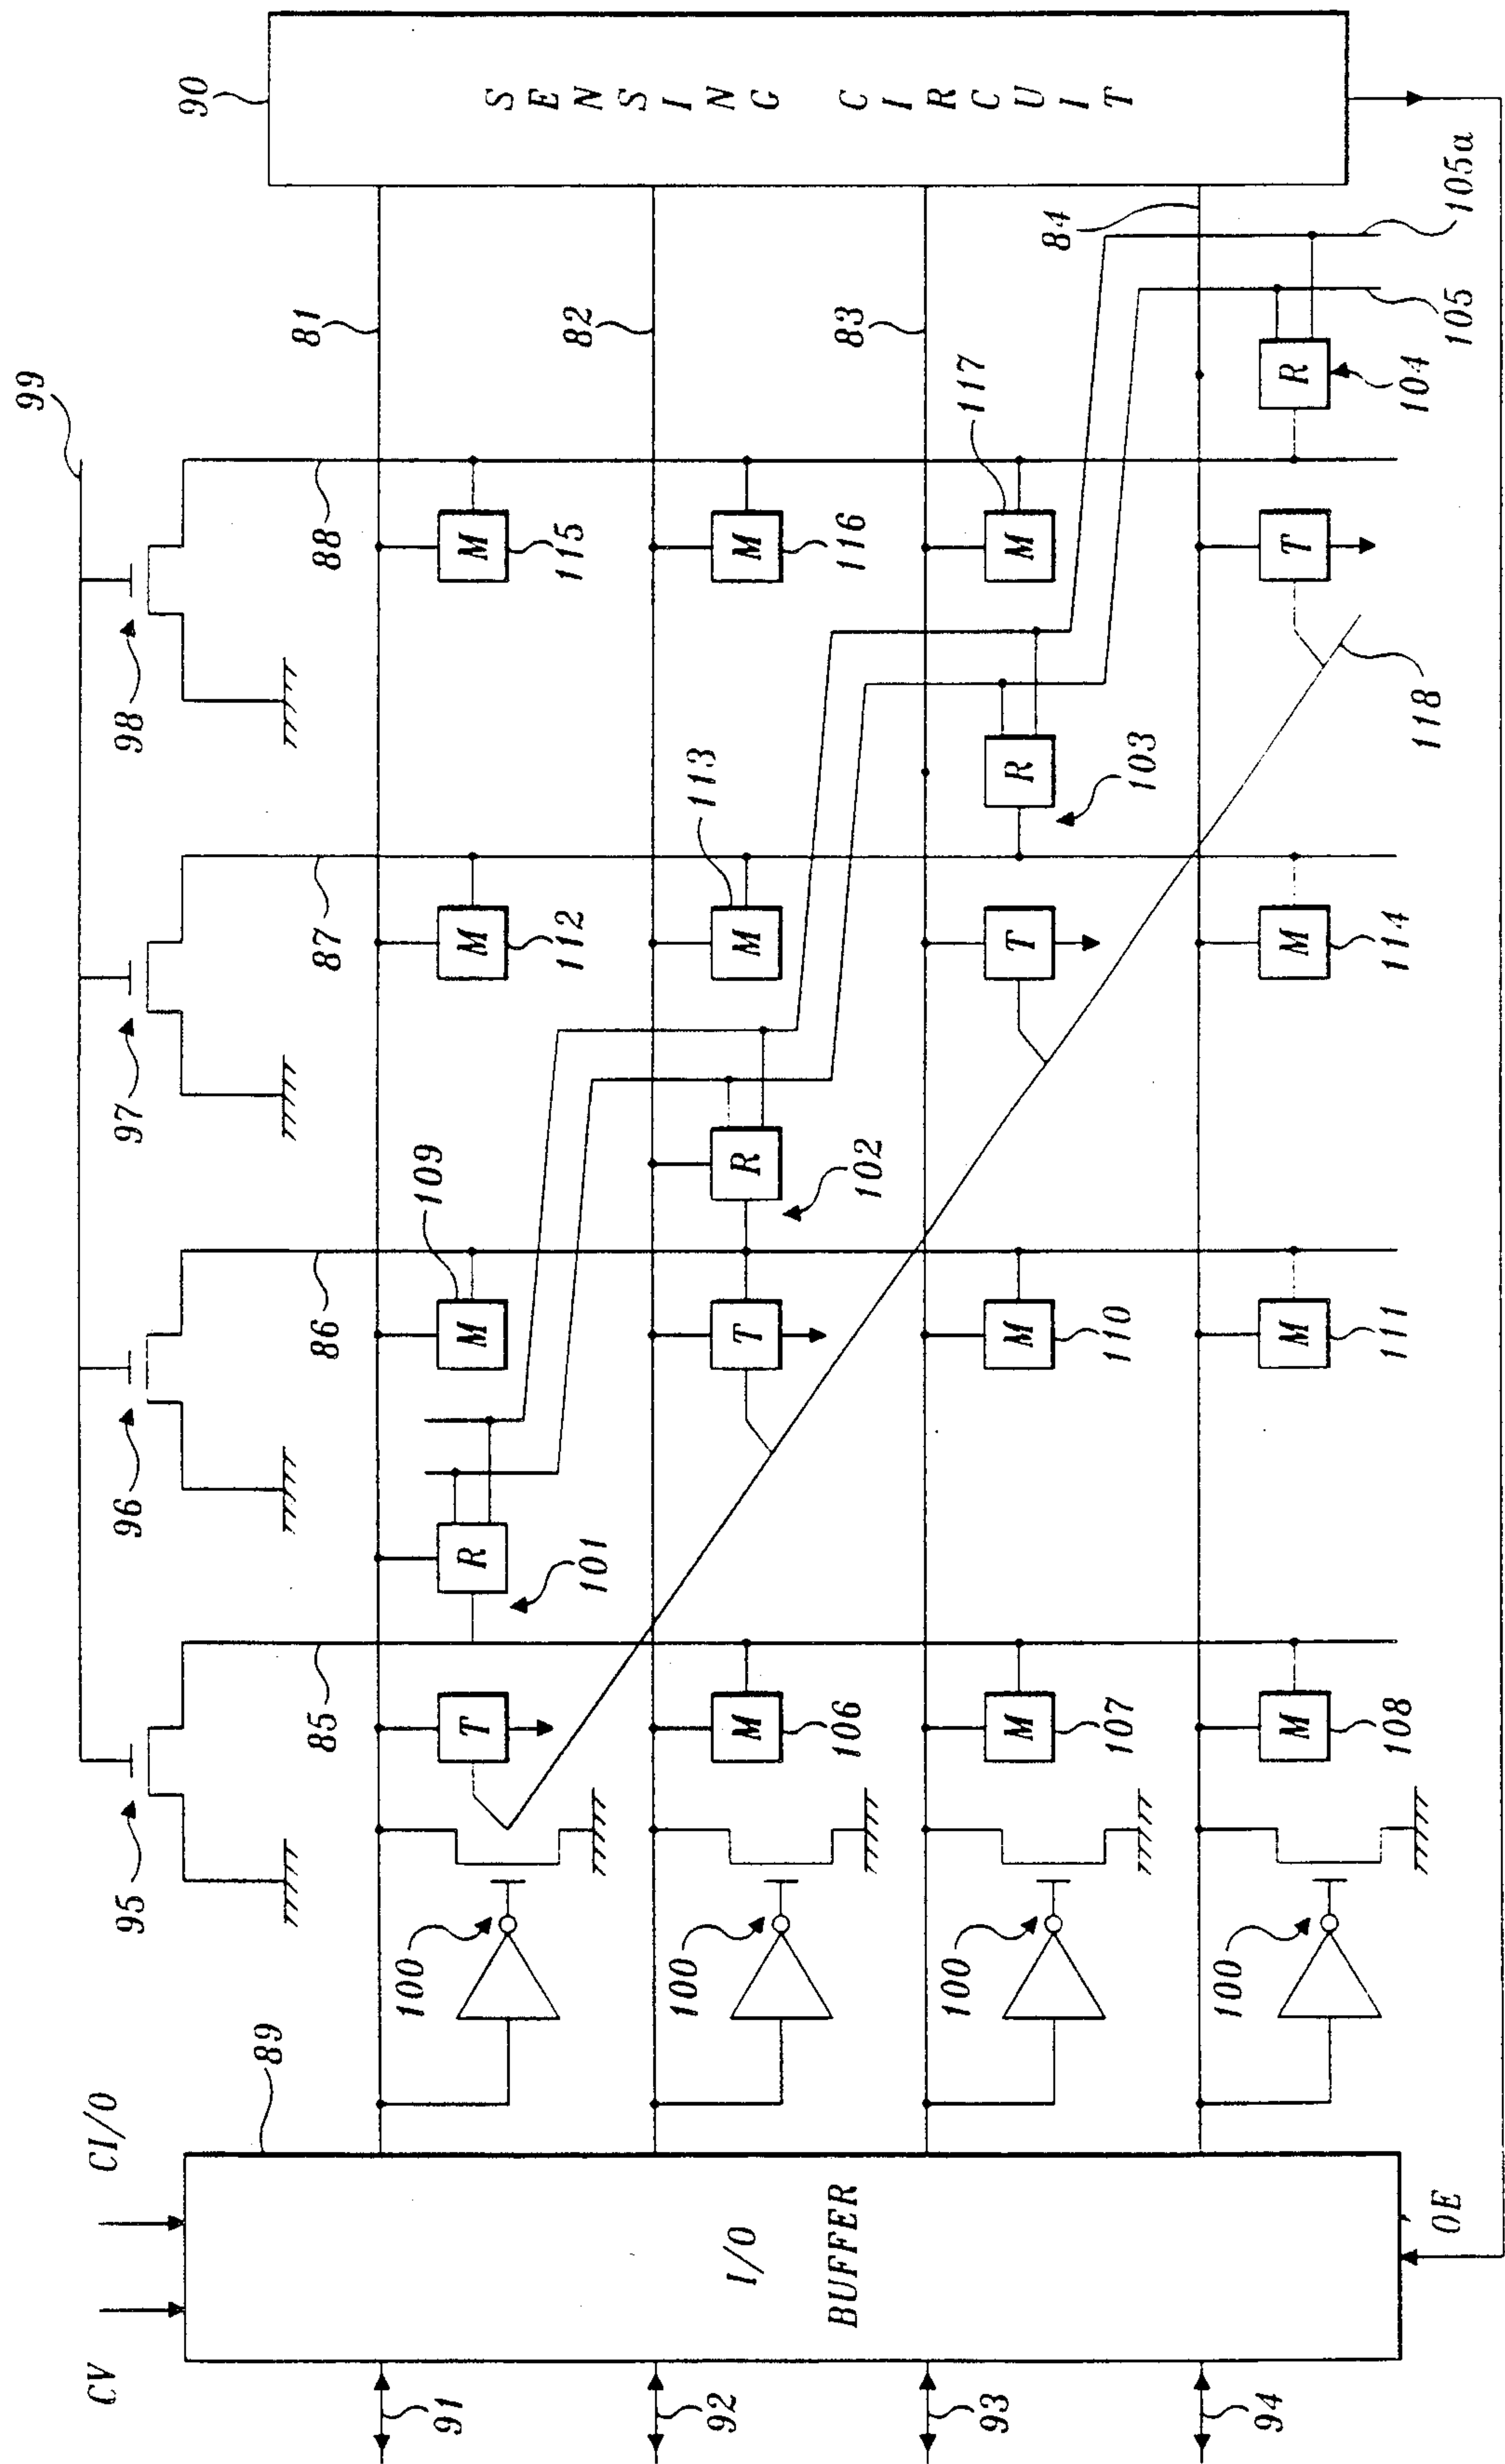 90
SENSING CIRCUIT
99
81
82
83
84
105a
105
98
88
M
115
M
116
M
117
T
R
104
118
97
87
M
112
M
113
T
M
114
R
103
96
86
M
109
T
M
110
M
111
R
102
95
85
T
M
106
M
107
M
108
R
101
100
100
100
100
CI/O
89
CV
I/O
BUFFER
OE
91
92
93
94